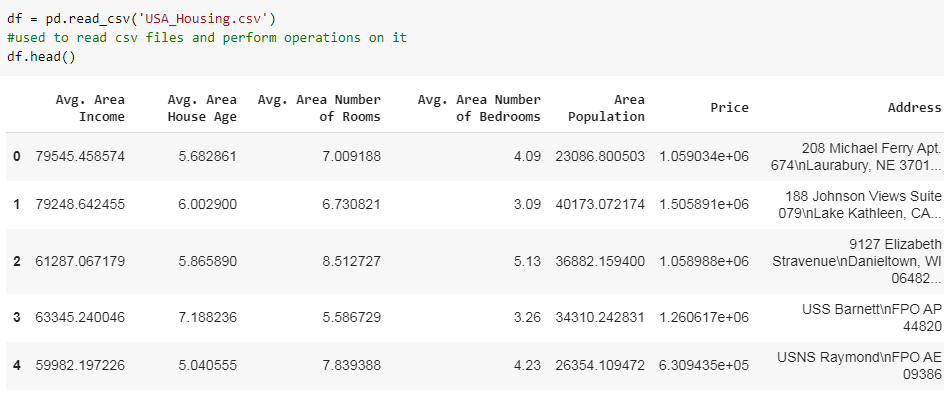 df = pd.read_csv('USA_Housing.csv')
#used to read csv files and perform operations on it
df.head()
Avg. Area Income Avg. Area House Age Avg. Area Number of Rooms Avg. Area Number of Bedrooms Area Population Price Address
0 79545.458574 5.682861 7.009188 4.09 23086.800503 1.059034e+06 208 Michael Ferry Apt. 674\nLaurabury, NE 3701...
1 79248.642455 6.002900 6.730821 3.09 40173.072174 1.505891e+06 188 Johnson Views Suite 079\nLake Kathleen, CA...
2 61287.067179 5.865890 8.512727 5.13 36882.159400 1.058988e+06 9127 Elizabeth Stravenue\nDanieltown, WI 06482...
3 63345.240046 7.188236 5.586729 3.26 34310.242831 1.260617e+06 USS Barnett\nFPO AP 44820
4 59982.197226 5.040555 7.839388 4.23 26354.109472 6.309435e+05 USNS Raymond\nFPO AE 09386